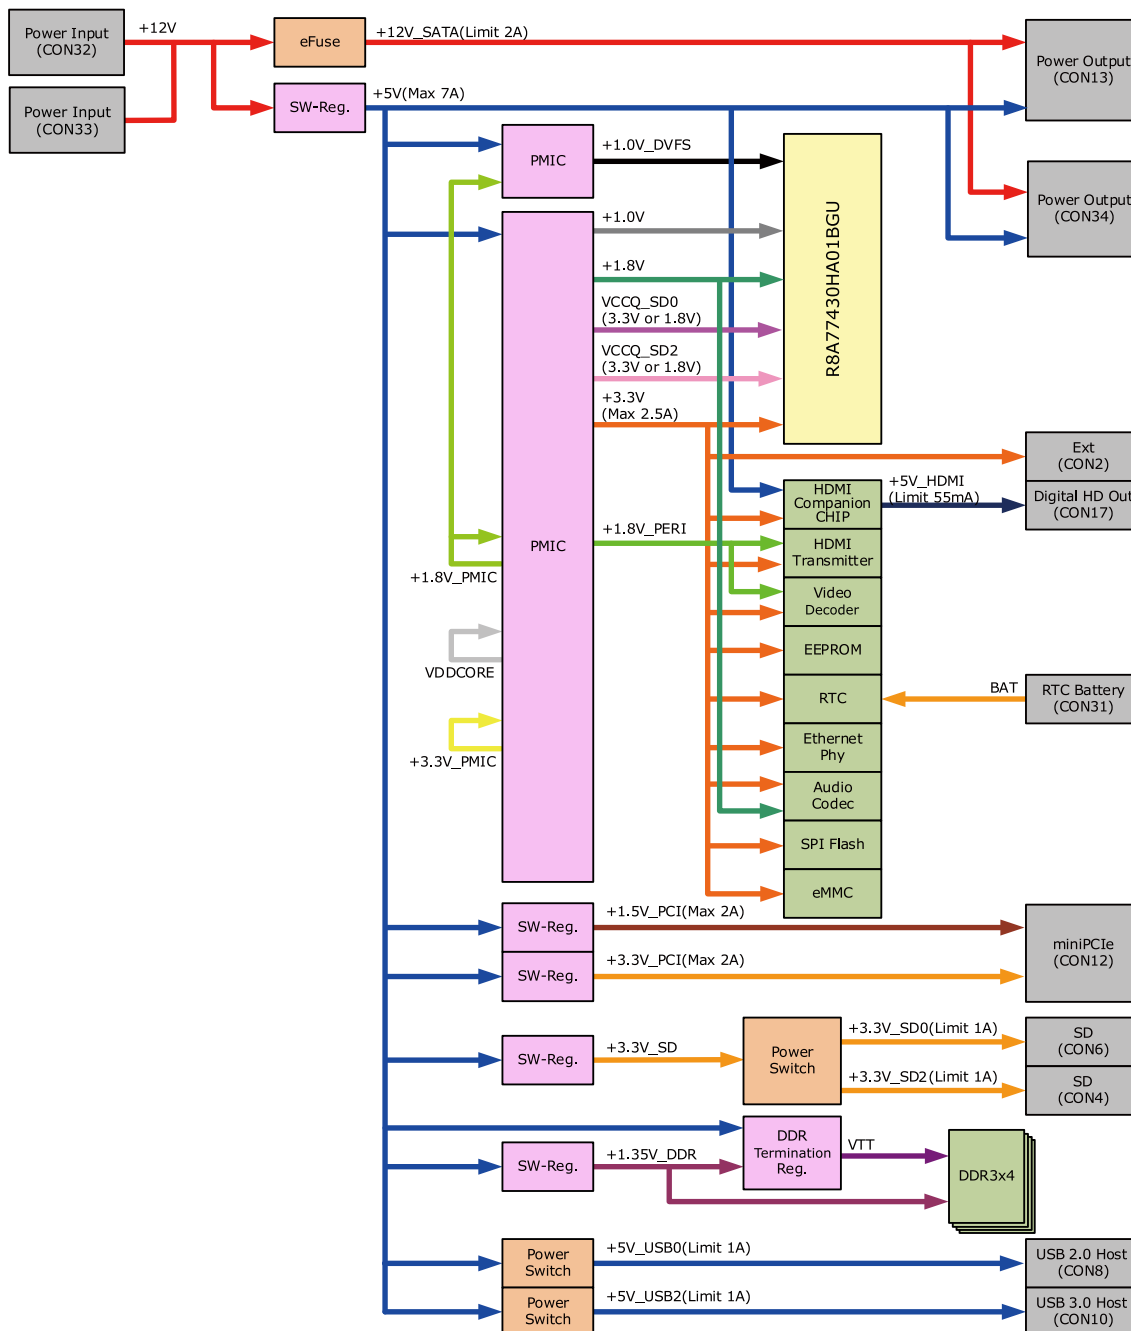 Power Input
(CON32)
+12V
eFuse
+12V_SATA(Limit 2A)
Power Output
(CON13)
Power Input
(CON33)
SW-Reg.
+5V(Max 7A)
PMIC
+1.0V_DVFS
R8A77430HA01BGU
Power Output
(CON34)
PMIC
+1.0V
+1.8V
VCCQ_SD0
(3.3V or 1.8V)
VCCQ_SD2
(3.3V or 1.8V)
+3.3V
(Max 2.5A)
Ext
(CON2)
HDMI
Companion
CHIP
+5V_HDMI
(Limit 55mA)
Digital HD Out
(CON17)
+1.8V_PERI
HDMI
Transmitter
+1.8V_PMIC
Video
Decoder
EEPROM
VDDCORE
RTC
BAT
RTC Battery
(CON31)
Ethernet
Phy
+3.3V_PMIC
Audio
Codec
SPI Flash
eMMC
SW-Reg.
+1.5V_PCI(Max 2A)
miniPCIe
(CON12)
SW-Reg.
+3.3V_PCI(Max 2A)
SW-Reg.
+3.3V_SD
Power
Switch
+3.3V_SD0(Limit 1A)
SD
(CON6)
+3.3V_SD2(Limit 1A)
SD
(CON4)
SW-Reg.
+1.35V_DDR
DDR
Termination
Reg.
VTT
DDR3x4
Power
Switch
+5V_USB0(Limit 1A)
USB 2.0 Host
(CON8)
Power
Switch
+5V_USB2(Limit 1A)
USB 3.0 Host
(CON10)